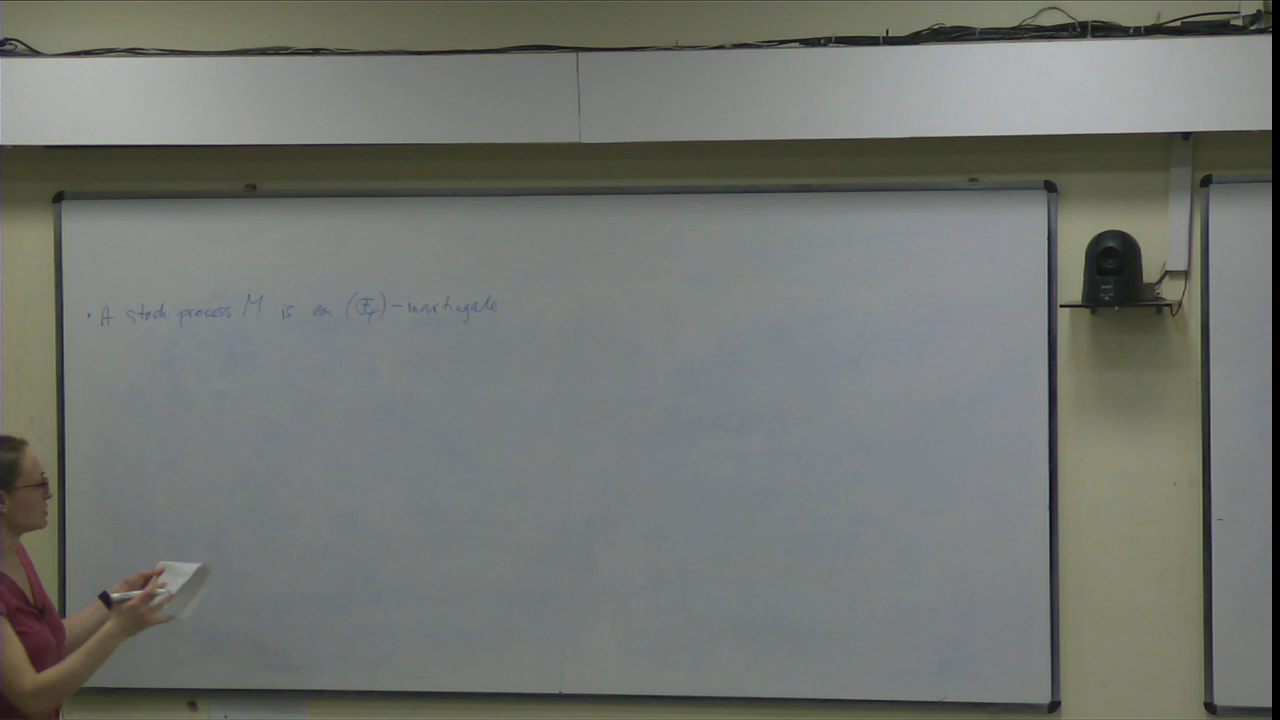 • A stoch. process M is an (𝓕ₜ)-martingale